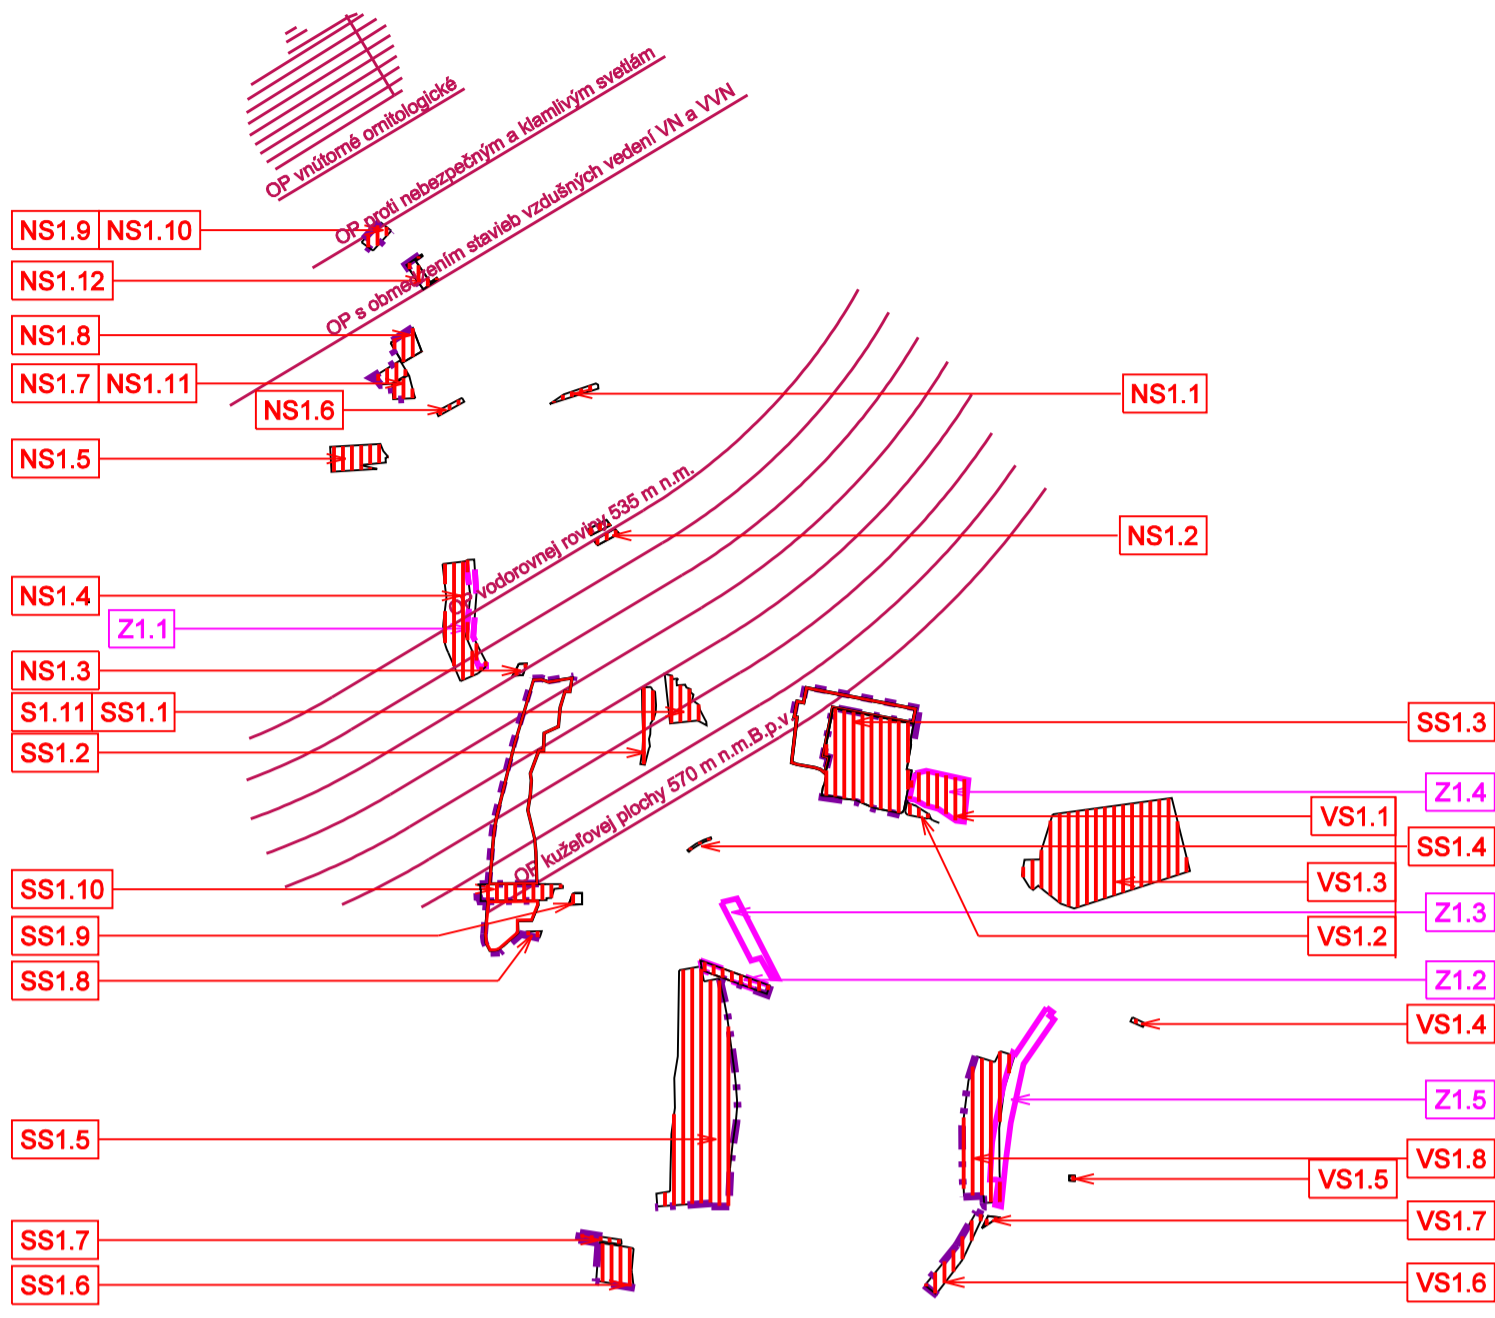 OP vnútorné ornitologické
OP proti nebezpečným a klamlivým svetlám
OP s obmedzením stavieb vzdušných vedení VN a VVN
NS1.9 NS1.10
NS1.12
NS1.8
NS1.7 NS1.11
NS1.6
NS1.1
NS1.5
OP vodorovnej roviny 535 m n.m.
NS1.2
NS1.4
Z1.1
NS1.3
S1.11 SS1.1
SS1.2
SS1.3
OP kužeľovej plochy 570 m n.m.B.p.v
Z1.4
VS1.1
SS1.4
SS1.10
VS1.3
Z1.3
SS1.9
VS1.2
SS1.8
Z1.2
VS1.4
Z1.5
SS1.5
VS1.8
VS1.5
VS1.7
SS1.7
SS1.6
VS1.6